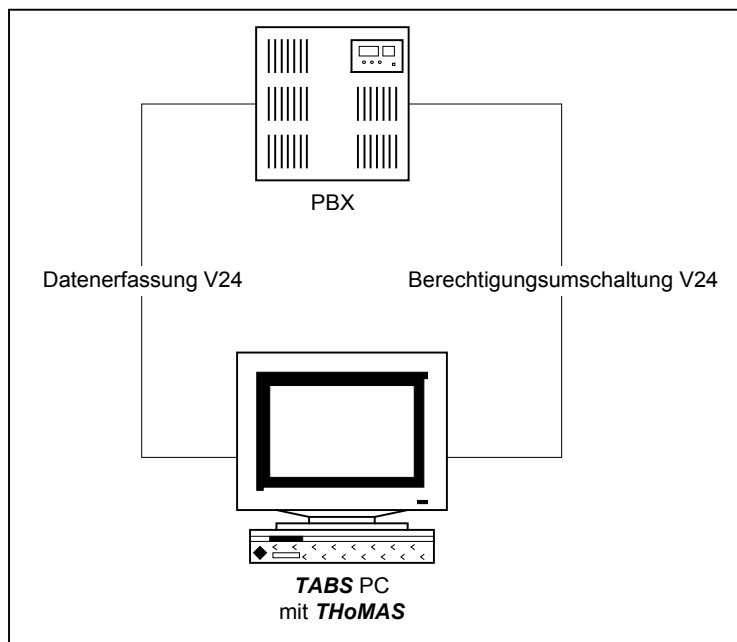 PBX
Datenerfassung V24
Berechtigungsumschaltung V24
TABS PC
mit THoMAS